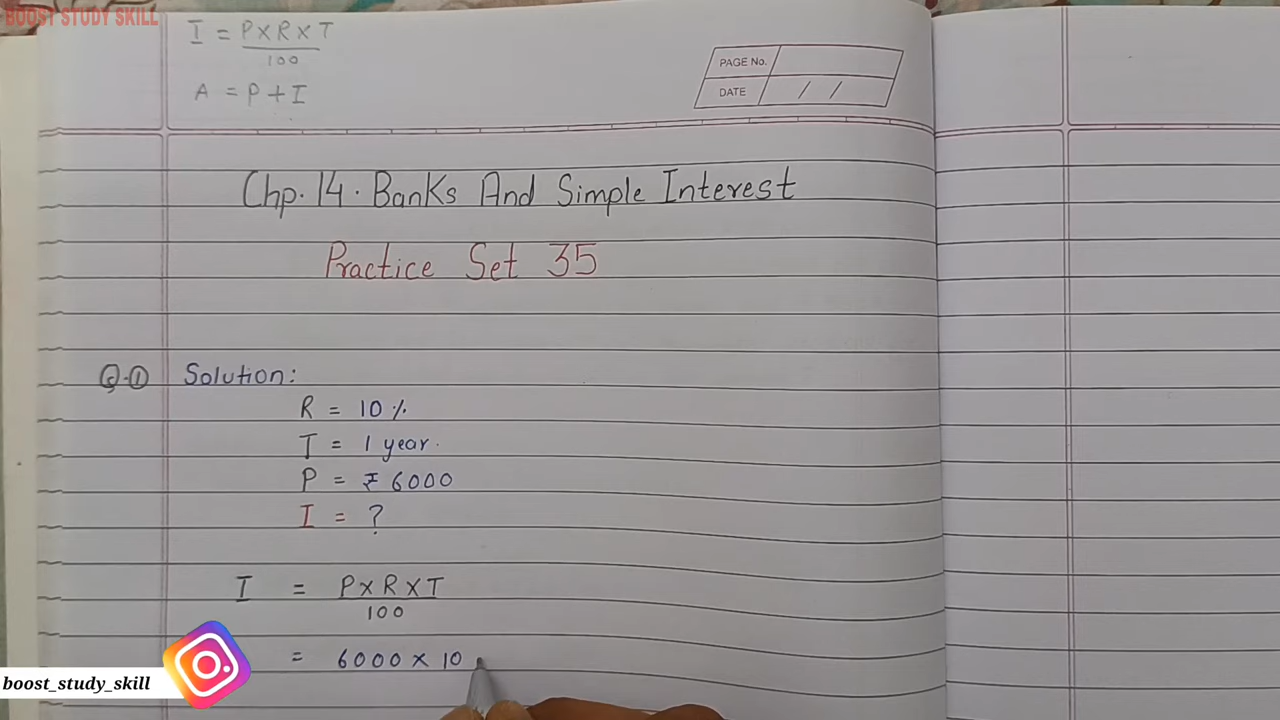 BOOST STUDY SKILL
I = P×R×T
100
A = P+I
PAGE No.
DATE / /
Chp.14. Banks And Simple Interest
Practice Set 35
Q.① Solution:
R = 10%
T = 1 year.
P = ₹ 6000
I = ?
I = P×R×T
100
= 6000 × 10
boost_study_skill